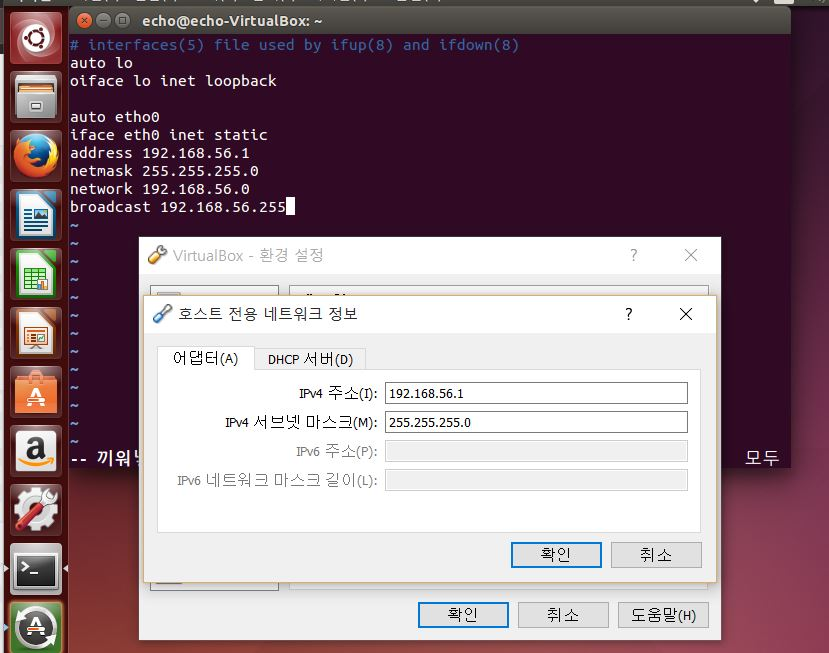 echo@echo-VirtualBox: ~
# interfaces(5) file used by ifup(8) and ifdown(8)
auto lo
oiface lo inet loopback
auto etho0
iface eth0 inet static
address 192.168.56.1
netmask 255.255.255.0
network 192.168.56.0
broadcast 192.168.56.255
~
~
~
~
~
~
~
~
~
~
~
~
~
-- 끼워
모두
VirtualBox - 환경 설정
호스트 전용 네트워크 정보
어댑터(A)
DHCP 서버(D)
IPv4 주소(I): 192.168.56.1
IPv4 서브넷 마스크(M): 255.255.255.0
IPv6 주소(P):
IPv6 네트워크 마스크 길이(L):
확인
취소
확인
취소
도움말(H)